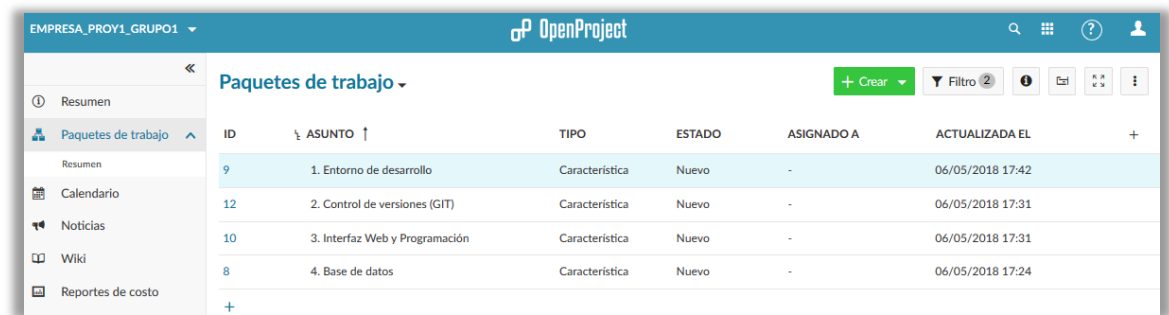 EMPRESA_PROY1_GRUPO1
OpenProject
?
Paquetes de trabajo
+ Crear
Filtro 2
Resumen
Paquetes de trabajo
Resumen
Calendario
Noticias
Wiki
Reportes de costo
ID ASUNTO TIPO ESTADO ASIGNADO A ACTUALIZADA EL +
9 1. Entorno de desarrollo Característica Nuevo - 06/05/2018 17:42
12 2. Control de versiones (GIT) Característica Nuevo - 06/05/2018 17:31
10 3. Interfaz Web y Programación Característica Nuevo - 06/05/2018 17:31
8 4. Base de datos Característica Nuevo - 06/05/2018 17:24
+